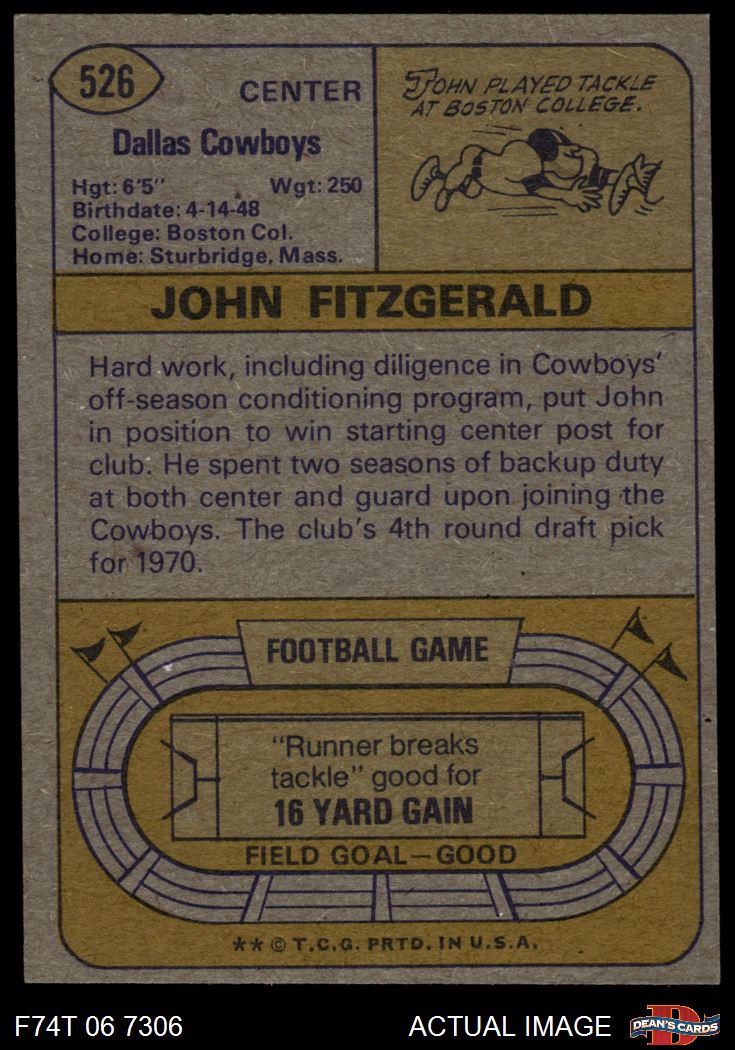 526
CENTER
Dallas Cowboys
Hgt: 6'5" Wgt: 250
Birthdate: 4-14-48
College: Boston Col.
Home: Sturbridge, Mass.
JOHN PLAYED TACKLE
AT BOSTON COLLEGE.
JOHN FITZGERALD
Hard work, including diligence in Cowboys'
off-season conditioning program, put John
in position to win starting center post for
club. He spent two seasons of backup duty
at both center and guard upon joining the
Cowboys. The club's 4th round draft pick
for 1970.
FOOTBALL GAME
"Runner breaks
tackle" good for
16 YARD GAIN
FIELD GOAL—GOOD
** © T.C.G. PRTD. IN U.S.A.
F74T 06 7306
ACTUAL IMAGE
D
DEAN'S CARDS